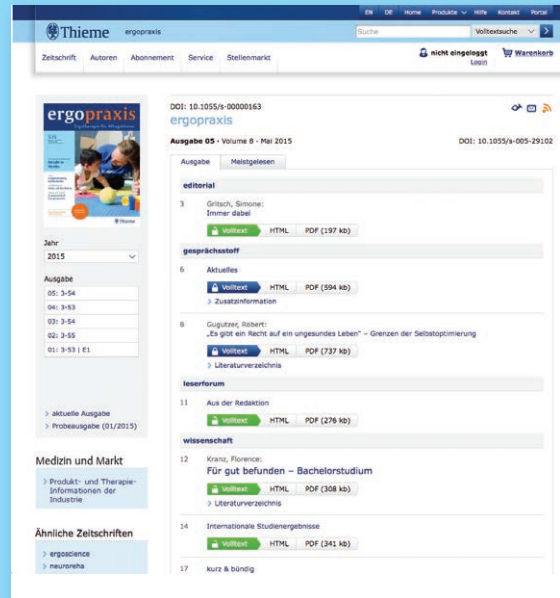 EN DE Home Produkte Hilfe Kontakt Portal
Thieme ergopraxis
Suche Volltextsuche
Zeitschrift Autoren Abonnement Service Stellenmarkt
nicht eingeloggt Warenkorb
Login
ergopraxis
Thieme
Jahr
2015
Ausgabe
05: 3-54
04: 3-53
03: 3-54
02: 3-55
01: 3-53 | E1
> aktuelle Ausgabe
> Probeausgabe (01/2015)
Medizin und Markt
> Produkt- und Therapie-
Informationen der
Industrie
Ähnliche Zeitschriften
> ergoscience
> neuroreha
DOI: 10.1055/s-00000163
ergopraxis
Ausgabe 05 · Volume 8 · Mai 2015 DOI: 10.1055/s-005-29102
Ausgabe Meistgelesen
editorial
3 Gritsch, Simone:
Immer dabei
Volltext HTML PDF (197 kb)
gesprächsstoff
6 Aktuelles
Volltext HTML PDF (594 kb)
> Zusatzinformation
8 Gugutzer, Robert:
„Es gibt ein Recht auf ein ungesundes Leben“ – Grenzen der Selbstoptimierung
Volltext HTML PDF (737 kb)
> Literaturverzeichnis
leserforum
11 Aus der Redaktion
Volltext HTML PDF (276 kb)
wissenschaft
12 Kranz, Florence:
Für gut befunden – Bachelorstudium
Volltext HTML PDF (308 kb)
> Literaturverzeichnis
14 Internationale Studienergebnisse
Volltext HTML PDF (341 kb)
17 kurz & bündig